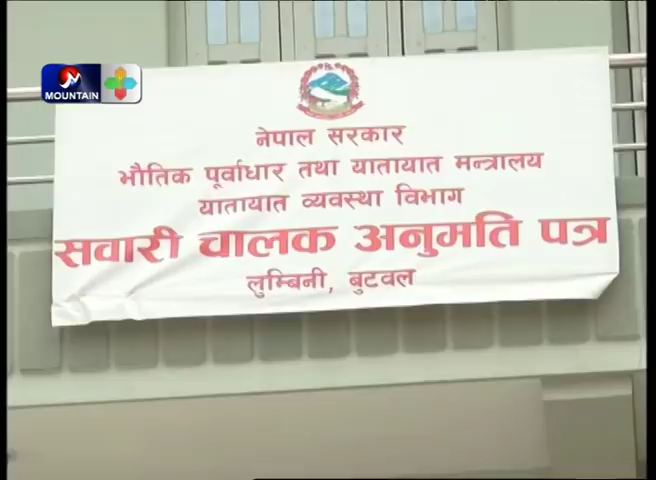 MOUNTAIN
नेपाल सरकार
भौतिक पूर्वाधार तथा यातायात मन्त्रालय
यातायात व्यवस्था विभाग
सवारी चालक अनुमति पत्र
लुम्बिनी, बुटवल